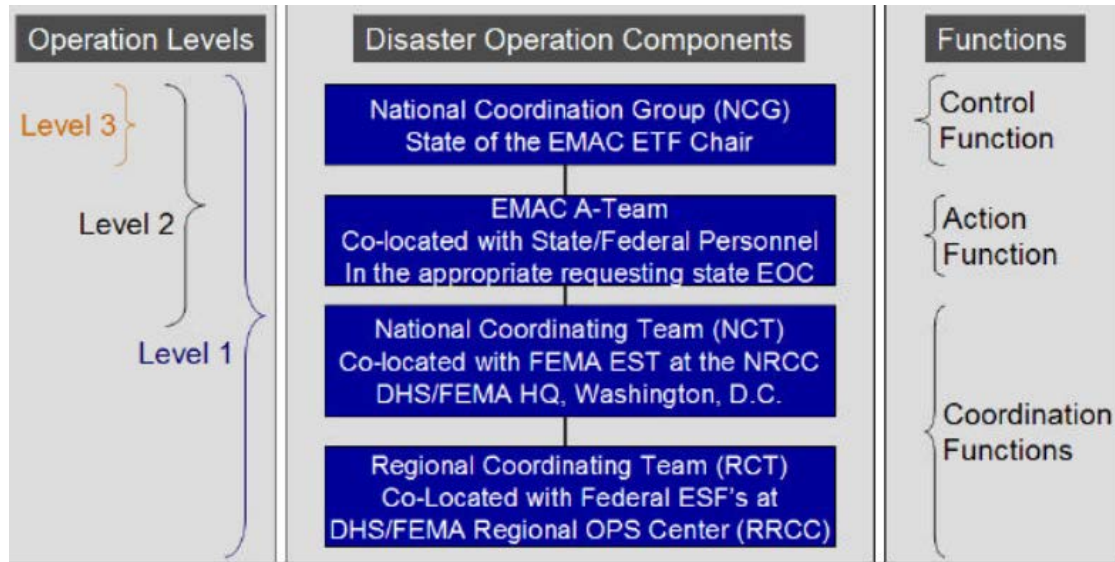 Operation Levels
Disaster Operation Components
Functions
Level 3
Level 2
Level 1
National Coordination Group (NCG)
State of the EMAC ETF Chair
EMAC A-Team
Co-located with State/Federal Personnel
In the appropriate requesting state EOC
National Coordinating Team (NCT)
Co-located with FEMA EST at the NRCC
DHS/FEMA HQ, Washington, D.C.
Regional Coordinating Team (RCT)
Co-Located with Federal ESF's at
DHS/FEMA Regional OPS Center (RRCC)
Control
Function
Action
Function
Coordination
Functions